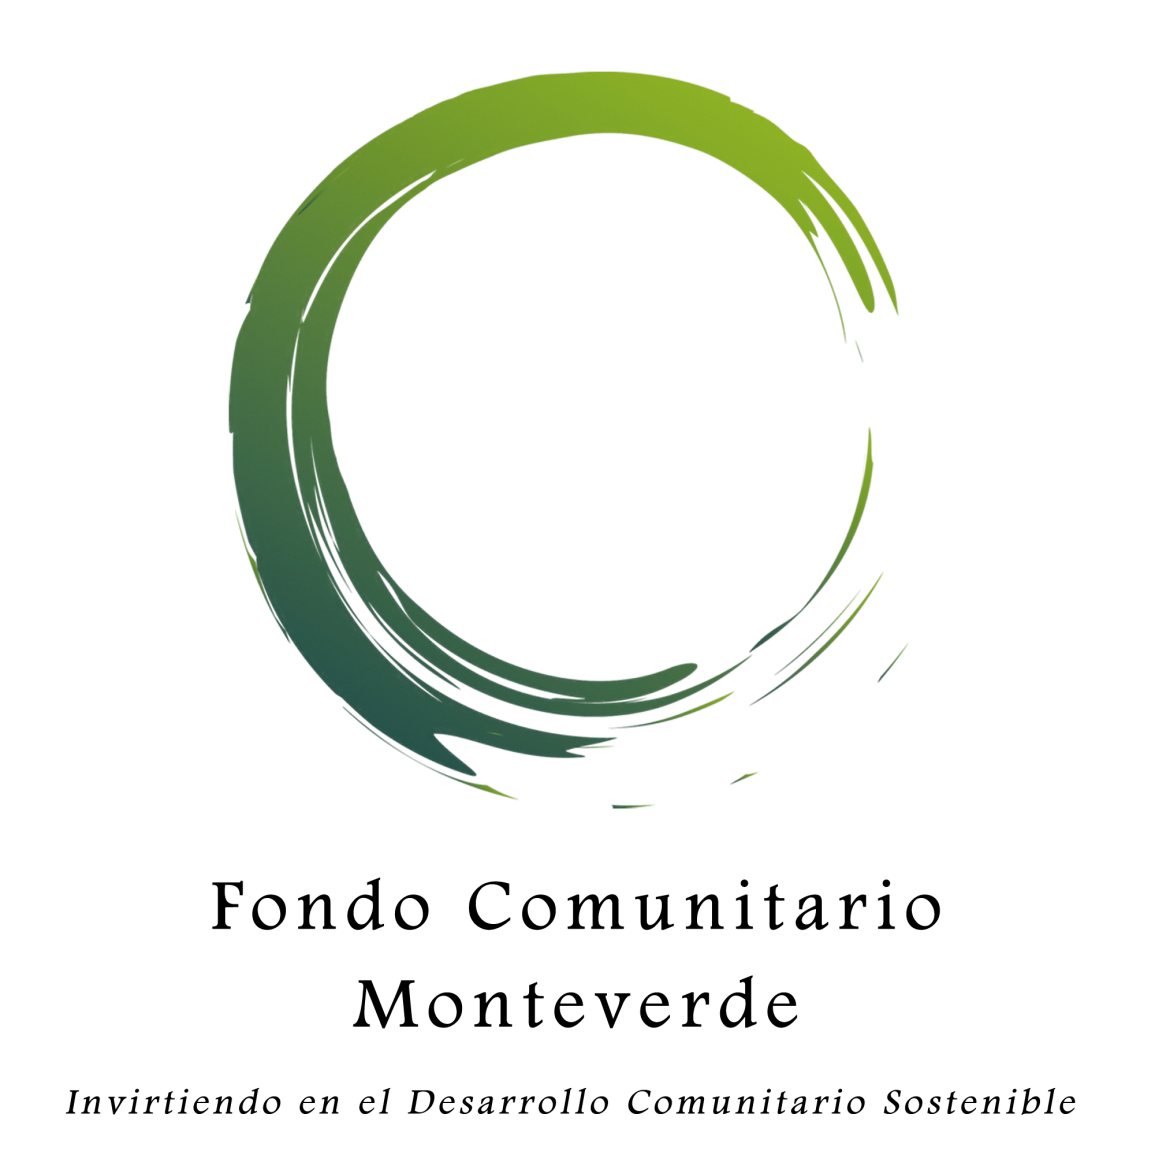 Fondo Comunitario
Monteverde
Invirtiendo en el Desarrollo Comunitario Sostenible